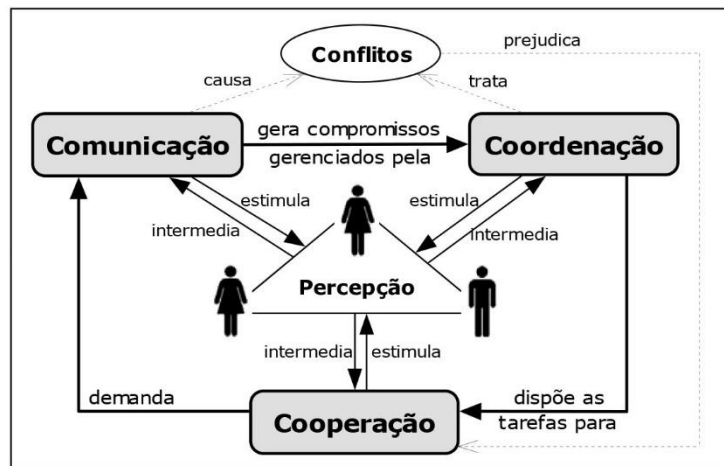 Conflitos
prejudica
causa
trata
Comunicação
gera compromissos
gerenciados pela
Coordenação
estimula
intermedia
estimula
intermedia
Percepção
intermedia
estimula
demanda
dispõe as
tarefas para
Cooperação